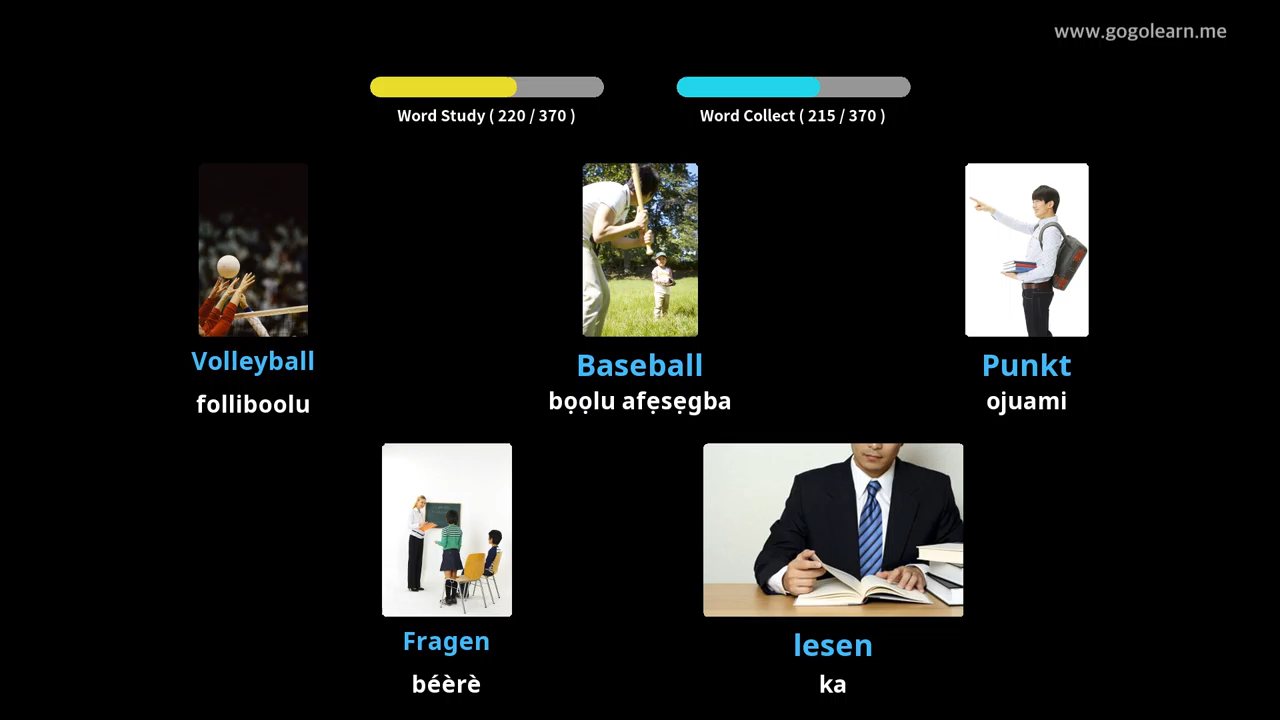 www.gogolearn.me
Word Study ( 220 / 370 )
Word Collect ( 215 / 370 )
Volleyball
Baseball
Punkt
folliboolu
bọọlu afẹsẹgba
ojuami
Fragen
lesen
béèrè
ka